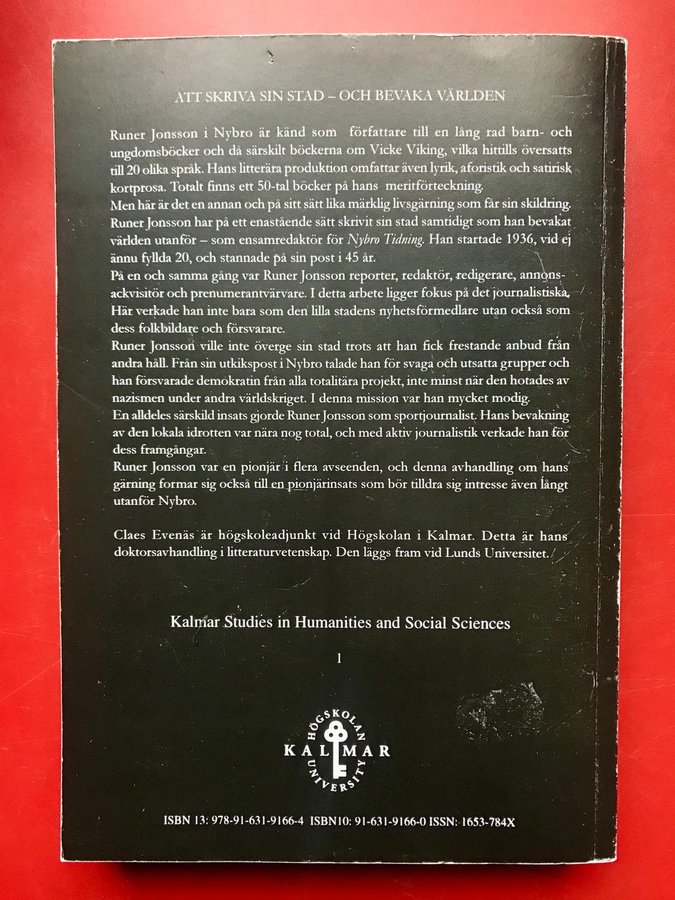 ATT SKRIVA SIN STAD – OCH BEVAKA VÄRLDEN
Runer Jonsson i Nybro är känd som författare till en lång rad barn- och
ungdomsböcker och då särskilt böckerna om Vicke Viking, vilka hittills översatts
till 20 olika språk. Hans litterära produktion omfattar även lyrik, aforistik och satirisk
kortprosa. Totalt finns ett 50-tal böcker på hans meritförteckning.
Men här är det en annan och på sitt sätt lika märklig livsgärning som får sin skildring.
Runer Jonsson har på ett enastående sätt skrivit sin stad samtidigt som han bevakat
världen utanför – som ensamredaktör för Nybro Tidning. Han startade 1936, vid ej
ännu fyllda 20, och stannade på sin post i 45 år.
På en och samma gång var Runer Jonsson reporter, redaktör, redigerare, annons-
ackvisitör och prenumerantvärvare. I detta arbete ligger fokus på det journalistiska.
Här verkade han inte bara som den lilla stadens nyhetsförmedlare utan också som
dess folkbildare och försvarare.
Runer Jonsson ville inte överge sin stad trots att han fick frestande anbud från
andra håll. Från sin utkikspost i Nybro talade han för svaga och utsatta grupper och
han försvarade demokratin från alla totalitära projekt, inte minst när den hotades av
nazismen under andra världskriget. I denna mission var han mycket modig.
En alldeles särskild insats gjorde Runer Jonsson som sportjournalist. Hans bevakning
av den lokala idrotten var nära nog total, och med aktiv journalistik verkade han för
dess framgångar.
Runer Jonsson var en pionjär i flera avseenden, och denna avhandling om hans
gärning formar sig också till en pionjärinsats som bör tilldra sig intresse även långt
utanför Nybro.
Claes Evenäs är högskoleadjunkt vid Högskolan i Kalmar. Detta är hans
doktorsavhandling i litteraturvetenskap. Den läggs fram vid Lunds Universitet.
Kalmar Studies in Humanities and Social Sciences
1
HÖGSKOLAN
KALMAR
UNIVERSITY
ISBN 13: 978-91-631-9166-4 ISBN10: 91-631-9166-0 ISSN: 1653-784X